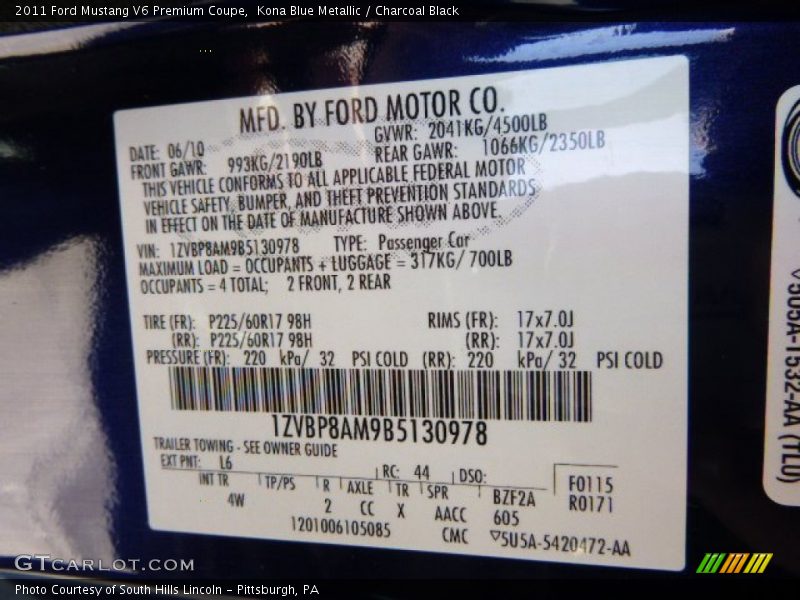 2011 Ford Mustang V6 Premium Coupe, Kona Blue Metallic / Charcoal Black
MFD. BY FORD MOTOR CO.
DATE: 06/10 GVWR: 2041KG/4500LB
FRONT GAWR: 993KG/2190LB REAR GAWR: 1066KG/2350LB
THIS VEHICLE CONFORMS TO ALL APPLICABLE FEDERAL MOTOR
VEHICLE SAFETY, BUMPER, AND THEFT PREVENTION STANDARDS
IN EFFECT ON THE DATE OF MANUFACTURE SHOWN ABOVE.
VIN: 1ZVBP8AM9B5130978 TYPE: Passenger Car
MAXIMUM LOAD = OCCUPANTS + LUGGAGE = 317KG/ 700LB
OCCUPANTS = 4 TOTAL; 2 FRONT, 2 REAR
TIRE (FR): P225/60R17 98H RIMS (FR): 17x7.0J
(RR): P225/60R17 98H (RR): 17x7.0J
PRESSURE (FR): 220 kPa/ 32 PSI COLD (RR): 220 kPa/ 32 PSI COLD
1ZVBP8AM9B5130978
TRAILER TOWING - SEE OWNER GUIDE
EXT PNT: L6 RC: 44 DSO:
INT TR TP/PS R AXLE TR SPR BZF2A F0115
4W 2 CC X AACC 605 R0171
1201006105085 CMC 5U5A-5420472-AA
V505A-1532-AA (TL0)
GTCARLOT.COM
Photo Courtesy of South Hills Lincoln - Pittsburgh, PA